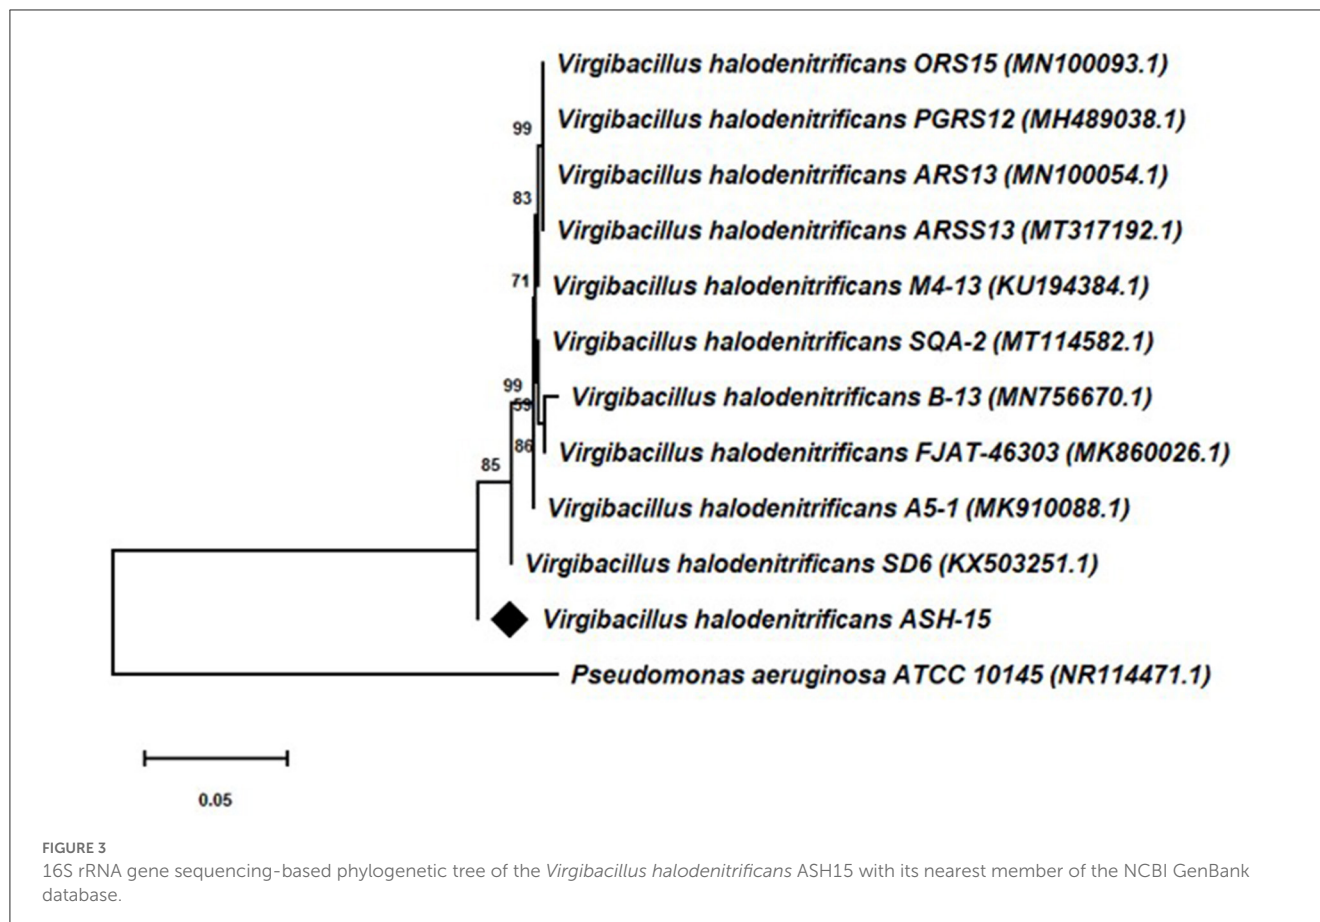 Virgibacillus halodenitrificans ORS15 (MN100093.1)
Virgibacillus halodenitrificans PGRS12 (MH489038.1)
99
Virgibacillus halodenitrificans ARS13 (MN100054.1)
83
Virgibacillus halodenitrificans ARSS13 (MT317192.1)
71
Virgibacillus halodenitrificans M4-13 (KU194384.1)
Virgibacillus halodenitrificans SQA-2 (MT114582.1)
99
Virgibacillus halodenitrificans B-13 (MN756670.1)
59
86
Virgibacillus halodenitrificans FJAT-46303 (MK860026.1)
85
Virgibacillus halodenitrificans A5-1 (MK910088.1)
Virgibacillus halodenitrificans SD6 (KX503251.1)
Virgibacillus halodenitrificans ASH-15
Pseudomonas aeruginosa ATCC 10145 (NR114471.1)
0.05
FIGURE 3
16S rRNA gene sequencing-based phylogenetic tree of the Virgibacillus halodenitrificans ASH15 with its nearest member of the NCBI GenBank
database.